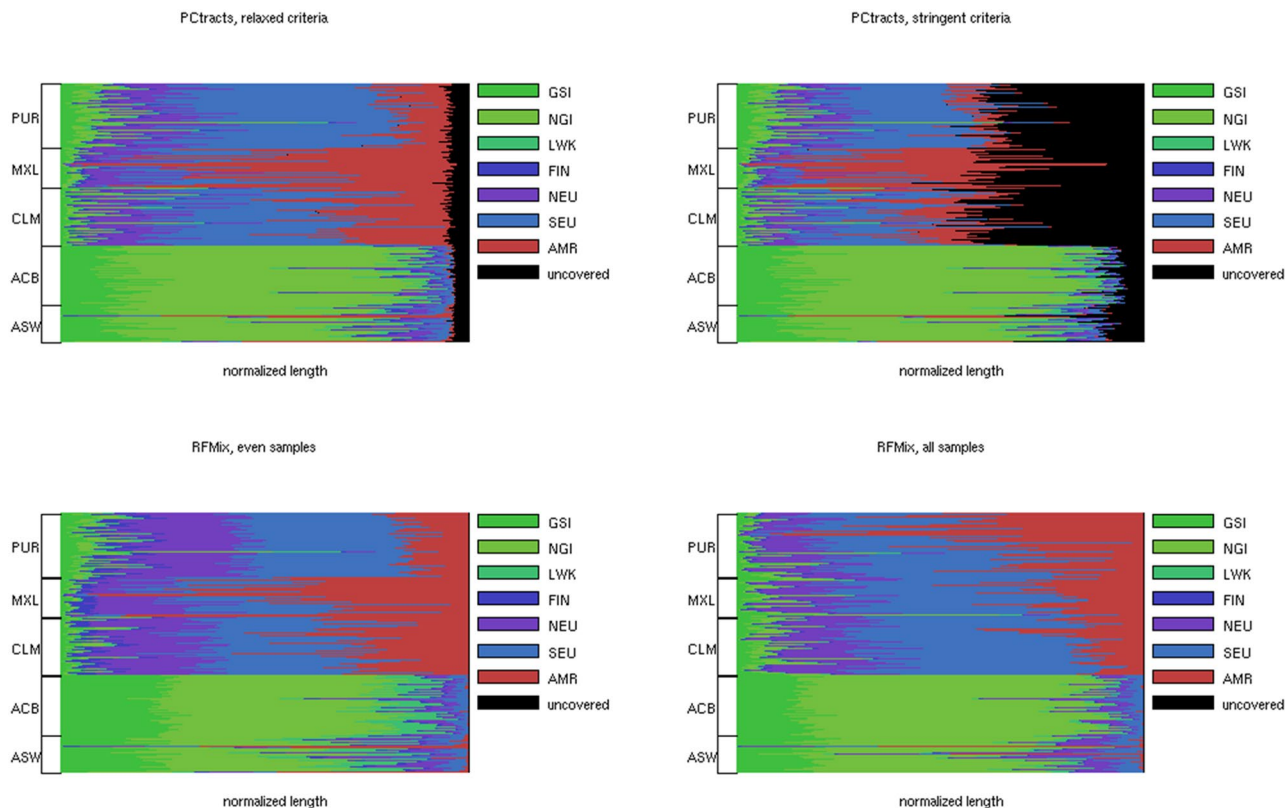 PCtracts, relaxed criteria
PUR
MXL
CLM
ACB
ASW
GSI
NGI
LWK
FIN
NEU
SEU
AMR
uncovered
normalized length
PCtracts, stringent criteria
PUR
MXL
CLM
ACB
ASW
GSI
NGI
LWK
FIN
NEU
SEU
AMR
uncovered
normalized length
RFMix, even samples
PUR
MXL
CLM
ACB
ASW
GSI
NGI
LWK
FIN
NEU
SEU
AMR
uncovered
normalized length
RFMix, all samples
PUR
MXL
CLM
ACB
ASW
GSI
NGI
LWK
FIN
NEU
SEU
AMR
uncovered
normalized length